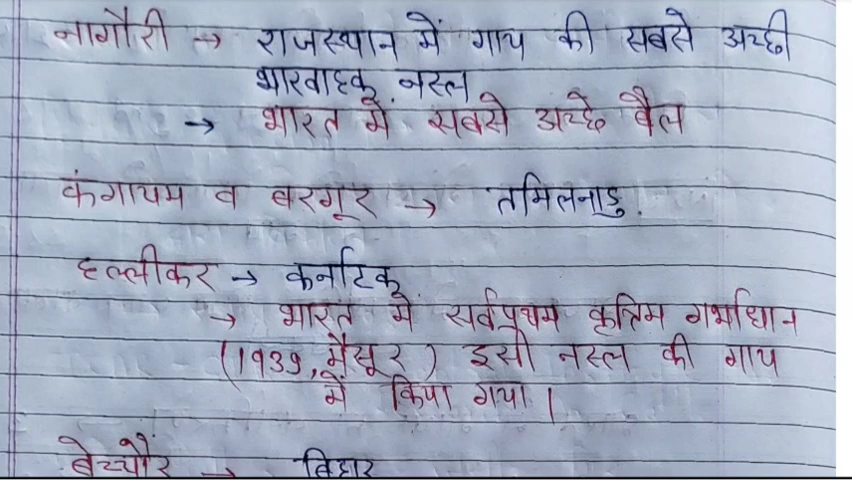 नागौरी → राजस्थान में गाय की सबसे अच्छी
भारवाहक नस्ल
→ भारत में सबसे अच्छे बैल
कंगायम व बरगूर → तमिलनाडु
हल्लीकर → कर्नाटक
→ भारत में सर्वप्रथम कृत्रिम गर्भाधान
(1939, मैसूर) इसी नस्ल की गाय
में किया गया।
बेच्चौर → बिहार